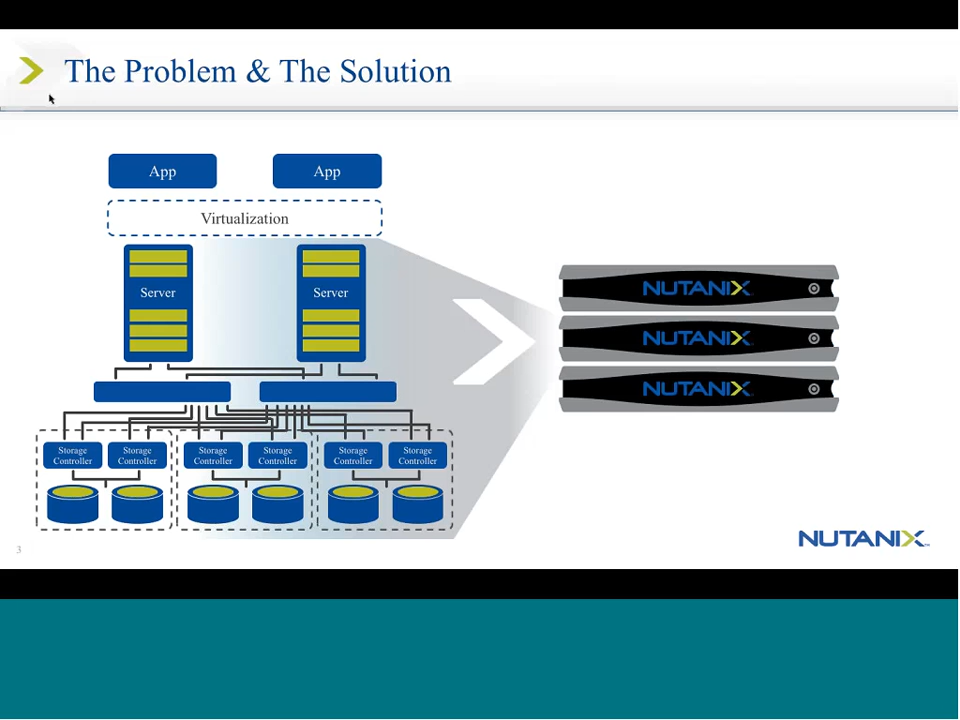 The Problem & The Solution
App
App
Virtualization
Server
Server
NUTANIX
NUTANIX
NUTANIX
Storage
Controller
Storage
Controller
Storage
Controller
Storage
Controller
Storage
Controller
Storage
Controller
3
NUTANIX™